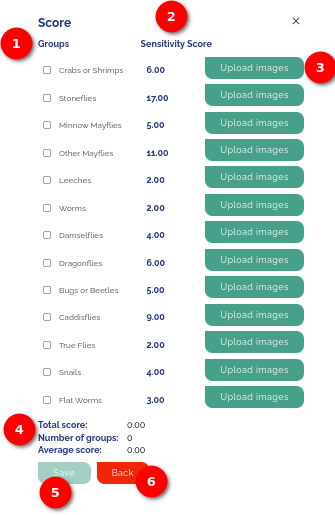 Score 2 ×
1 Groups Sensitivity Score
Crabs or Shrimps 6.00 Upload images 3
Stoneflies 17.00 Upload images
Minnow Mayflies 5.00 Upload images
Other Mayflies 11.00 Upload images
Leeches 2.00 Upload images
Worms 2.00 Upload images
Damselflies 4.00 Upload images
Dragonflies 6.00 Upload images
Bugs or Beetles 5.00 Upload images
Caddisflies 9.00 Upload images
True Flies 2.00 Upload images
Snails 4.00 Upload images
Flat Worms 3.00 Upload images
4 Total score: 0.00
Number of groups: 0
Average score: 0.00
Save Back 6
5